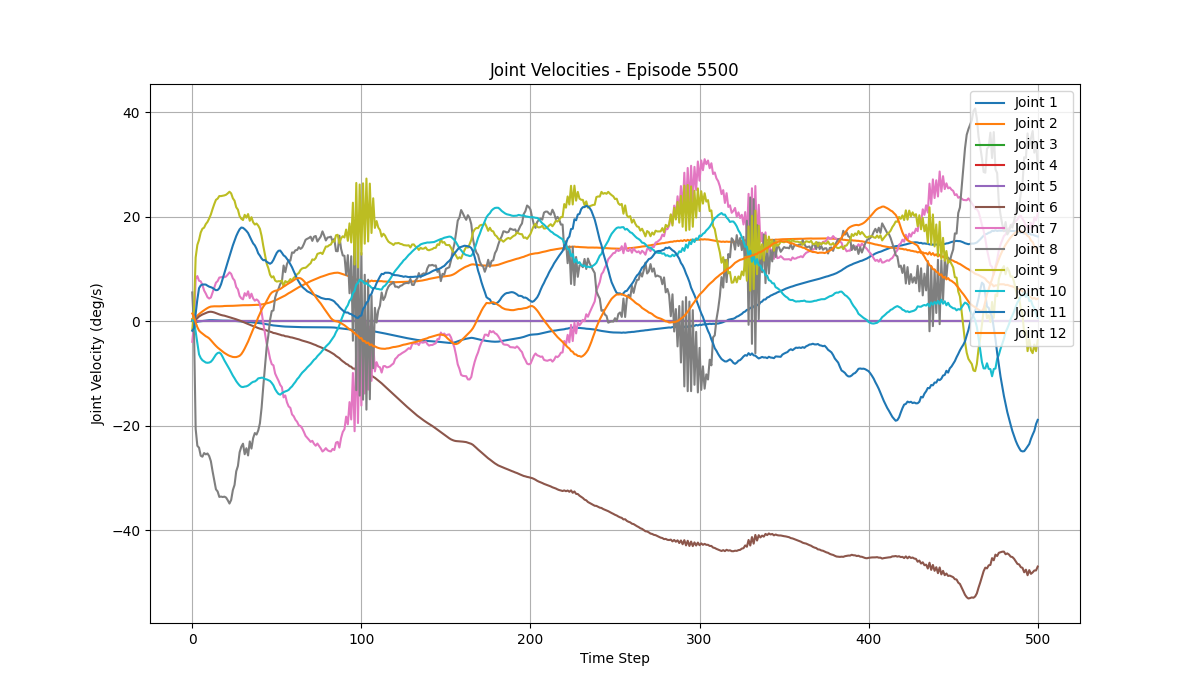 Joint Velocities - Episode 5500
Joint Velocity (deg/s)
40
20
0
−20
−40
0
100
200
300
400
500
Time Step
Joint 1
Joint 2
Joint 3
Joint 4
Joint 5
Joint 6
Joint 7
Joint 8
Joint 9
Joint 10
Joint 11
Joint 12